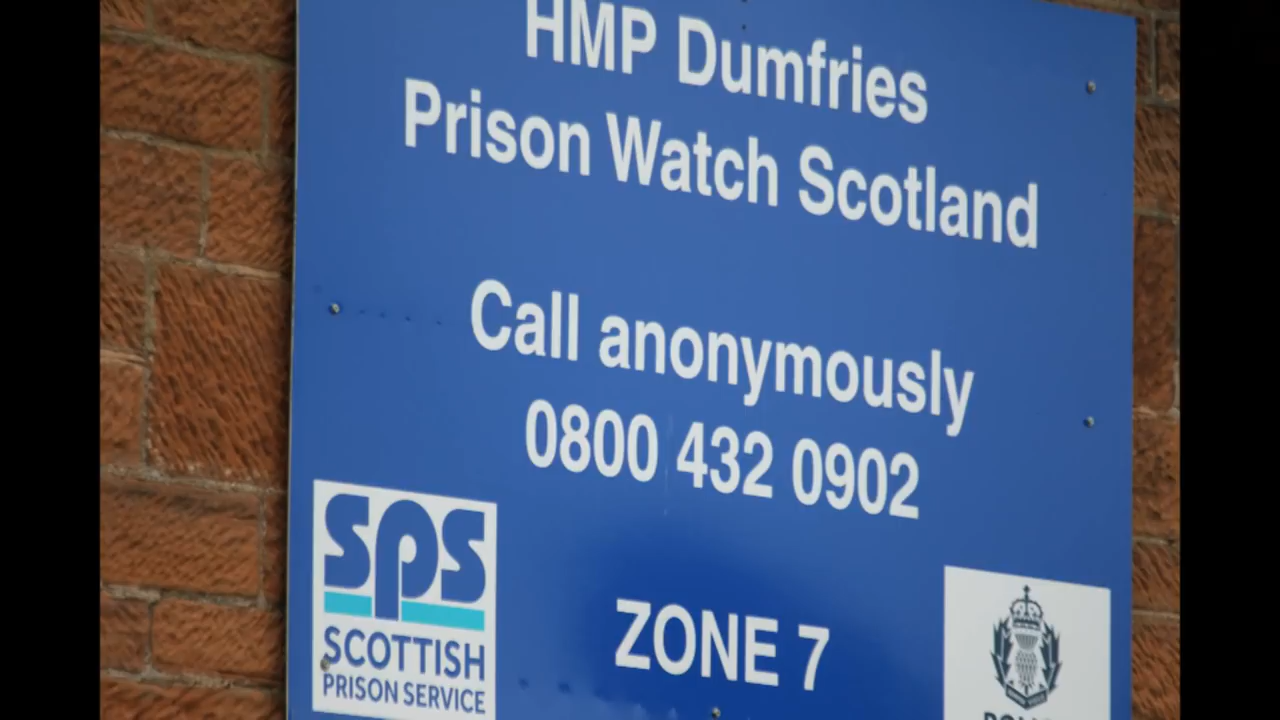 HMP Dumfries
Prison Watch Scotland
Call anonymously
0800 432 0902
ZONE 7
sps
SCOTTISH
PRISON SERVICE